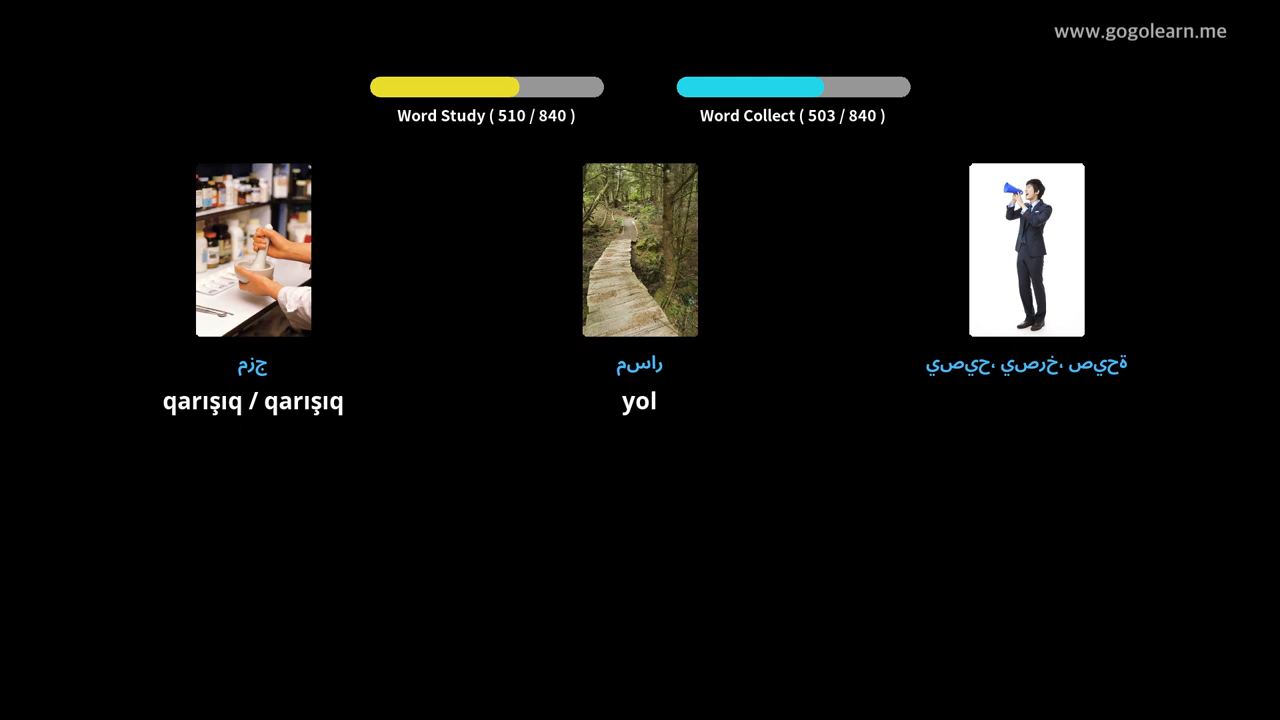 www.gogolearn.me
Word Study ( 510 / 840 )
Word Collect ( 503 / 840 )
مزج
مسار
يصيح، يصرخ، صيحة
qarışıq / qarışıq
yol